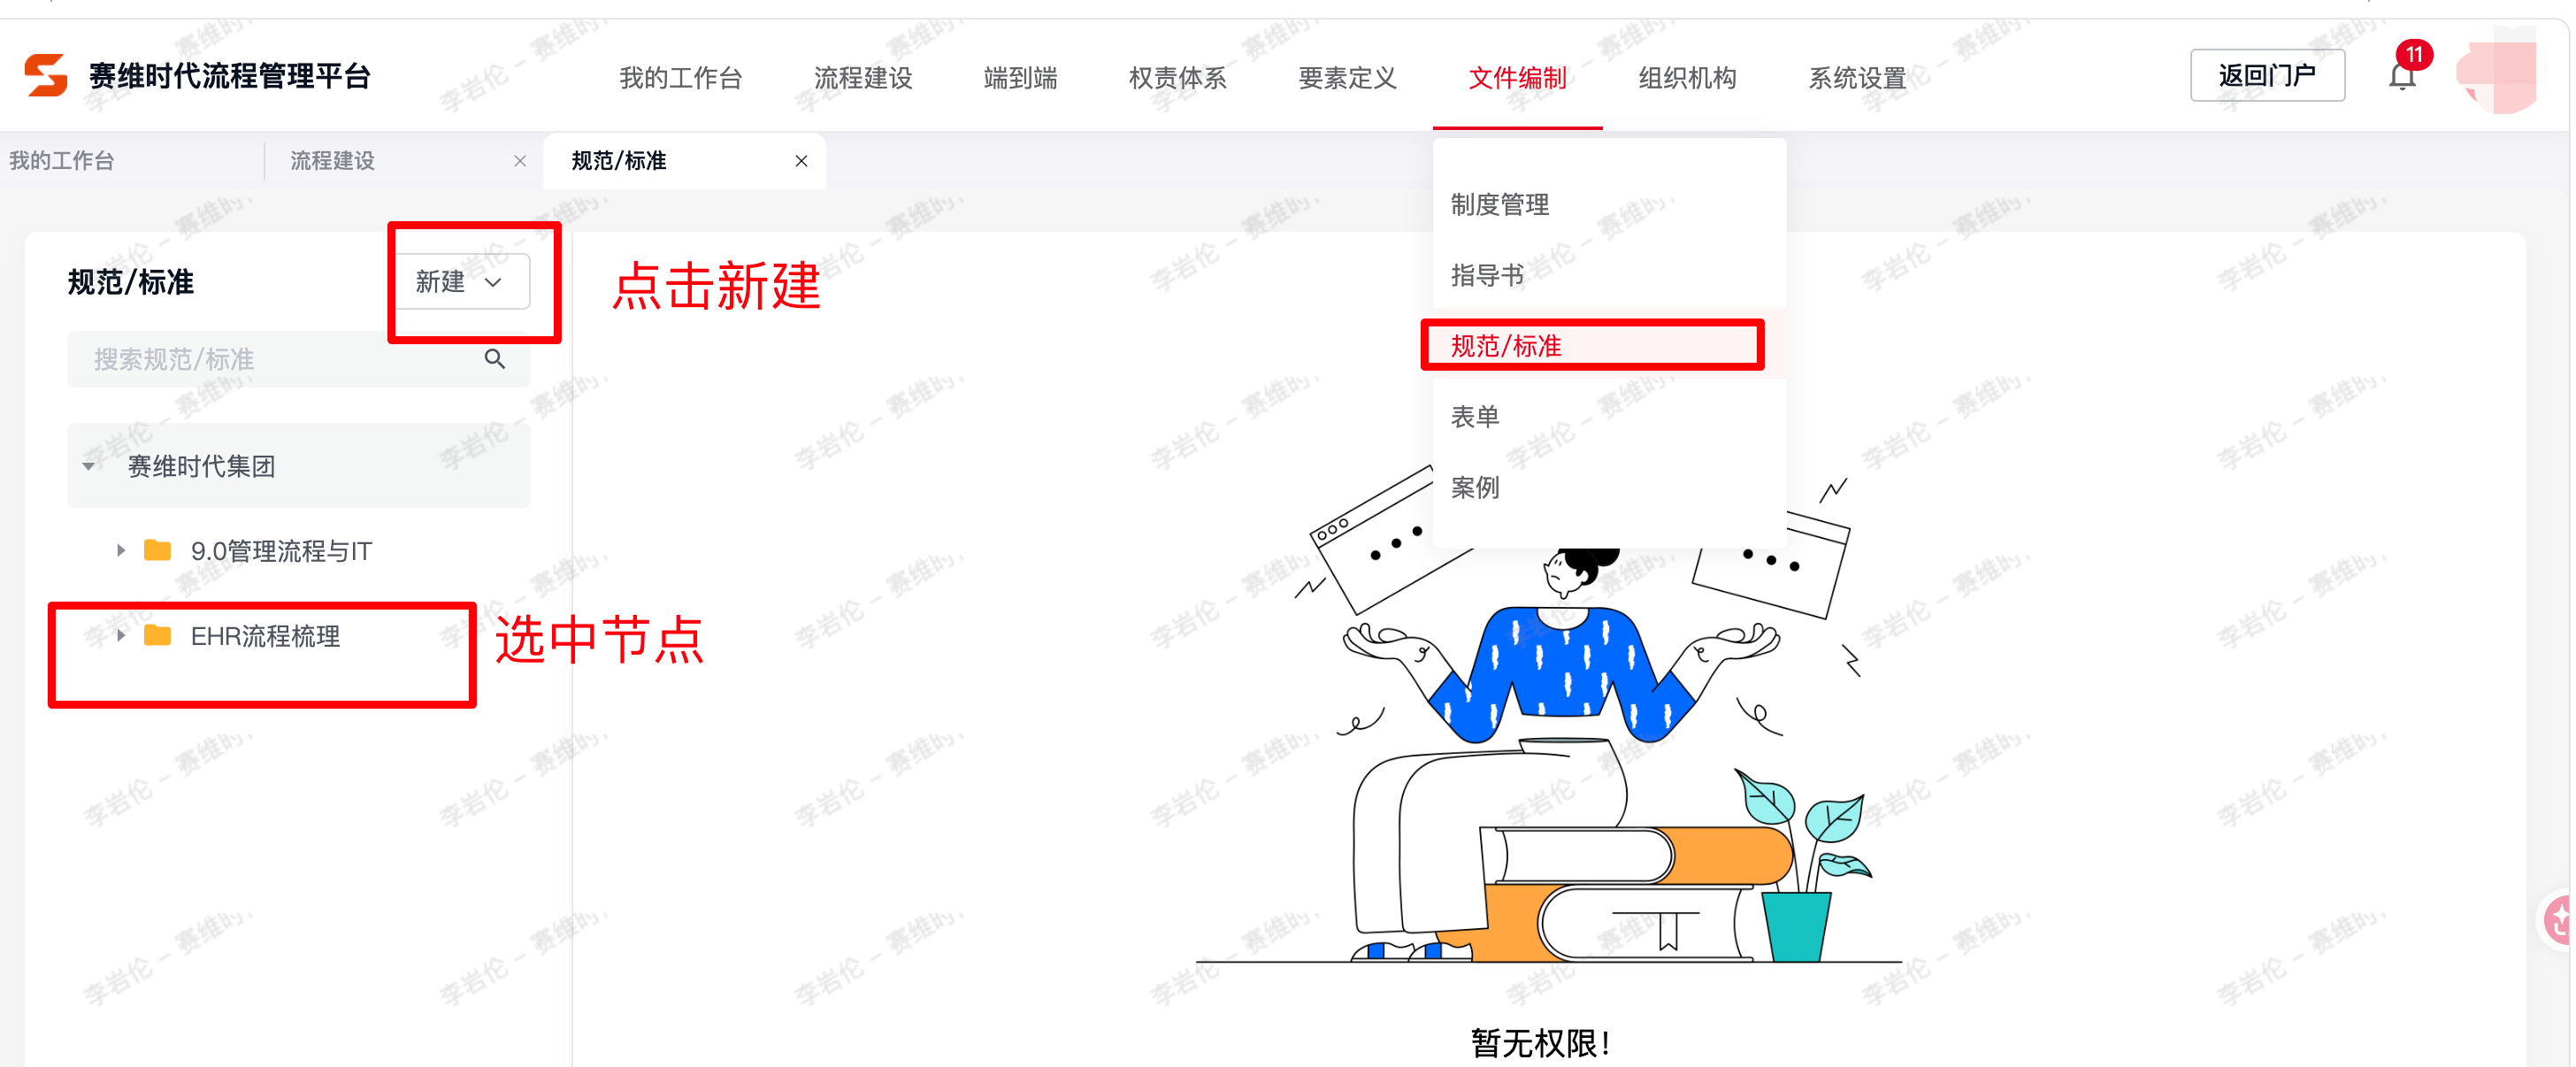 赛维时代流程管理平台
我的工作台 流程建设 端到端 权责体系 要素定义 文件编制 组织机构 系统设置
返回门户
11
我的工作台 流程建设 规范/标准
制度管理
指导书
规范/标准
表单
案例
规范/标准
新建
点击新建
搜索规范/标准
赛维时代集团
9.0管理流程与IT
EHR流程梳理
选中节点
暂无权限!
李岩伦 - 赛维时